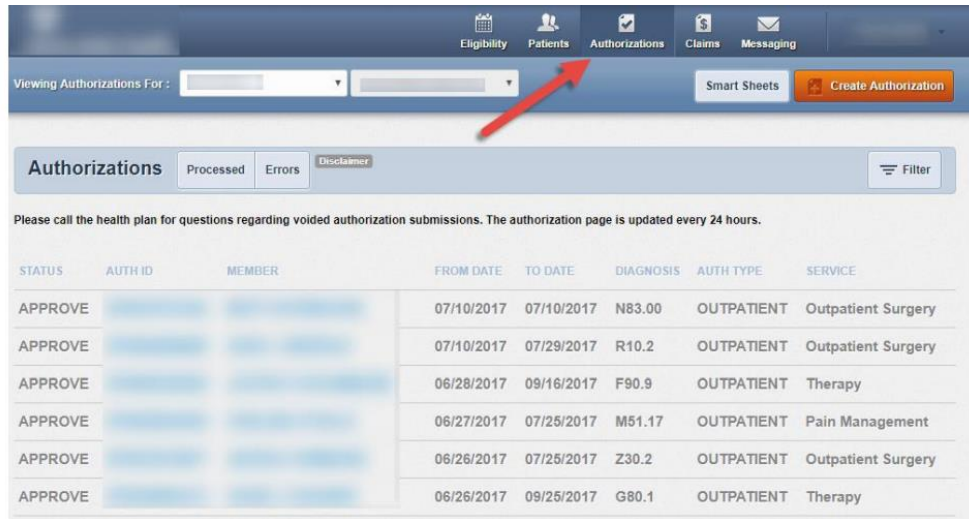 Eligibility Patients Authorizations Claims Messaging
Viewing Authorizations For : Smart Sheets Create Authorization
Authorizations Processed Errors Disclaimer Filter
Please call the health plan for questions regarding voided authorization submissions. The authorization page is updated every 24 hours.
STATUS AUTH ID MEMBER FROM DATE TO DATE DIAGNOSIS AUTH TYPE SERVICE
APPROVE 07/10/2017 07/10/2017 N83.00 OUTPATIENT Outpatient Surgery
APPROVE 07/10/2017 07/29/2017 R10.2 OUTPATIENT Outpatient Surgery
APPROVE 06/28/2017 09/16/2017 F90.9 OUTPATIENT Therapy
APPROVE 06/27/2017 07/25/2017 M51.17 OUTPATIENT Pain Management
APPROVE 06/26/2017 07/25/2017 Z30.2 OUTPATIENT Outpatient Surgery
APPROVE 06/26/2017 09/25/2017 G80.1 OUTPATIENT Therapy